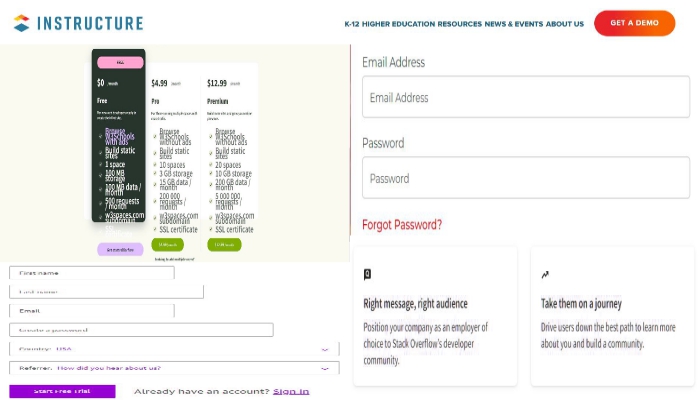 INSTRUCTURE
K-12 HIGHER EDUCATION RESOURCES NEWS & EVENTS ABOUT US
GET A DEMO
$0
Free
Browse
W3Schools
with ads
Build static
sites
1 space
100 MB
storage
100 MB data /
month
500 requests
/ month
w3spaces.com
subdomain
$4.99
Pro
Browse
W3Schools
without ads
Build static
sites
10 spaces
3 GB storage
15 GB data /
month
200 000
requests /
month
w3spaces.com
subdomain
SSL certificate
$12.99
Premium
Browse
W3Schools
without ads
Build static
sites
20 spaces
10 GB storage
200 GB data /
month
5 000 000
requests /
month
w3spaces.com
subdomain
SSL certificate
First name
Last name
Email
Create a password
Country: USA
Referrer: How did you hear about us?
Start Free Trial
Already have an account? Sign in
Email Address
Email Address
Password
Password
Forgot Password?
Right message, right audience
Position your company as an employer of
choice to Stack Overflow's developer
community.
Take them on a journey
Drive users down the best path to learn more
about you and build a community.